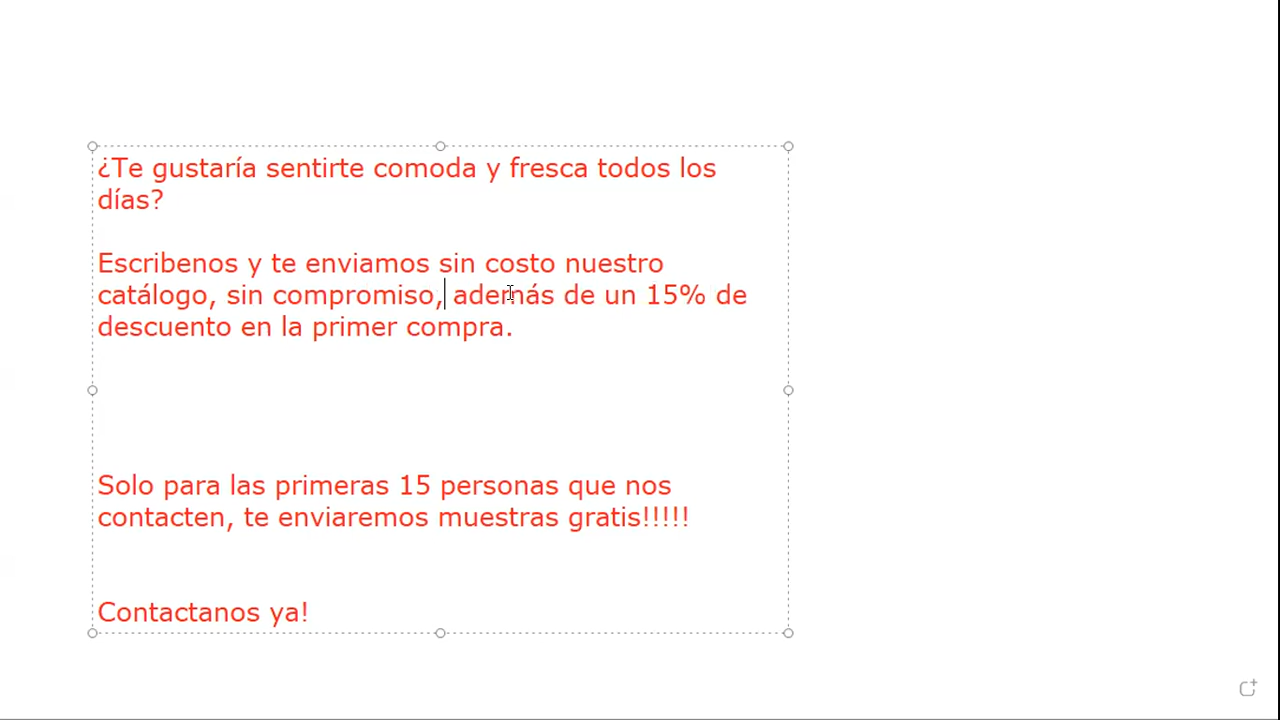 ¿Te gustaría sentirte comoda y fresca todos los
días?
Escribenos y te enviamos sin costo nuestro
catálogo, sin compromiso, además de un 15% de
descuento en la primer compra.
Solo para las primeras 15 personas que nos
contacten, te enviaremos muestras gratis!!!!!
Contactanos ya!